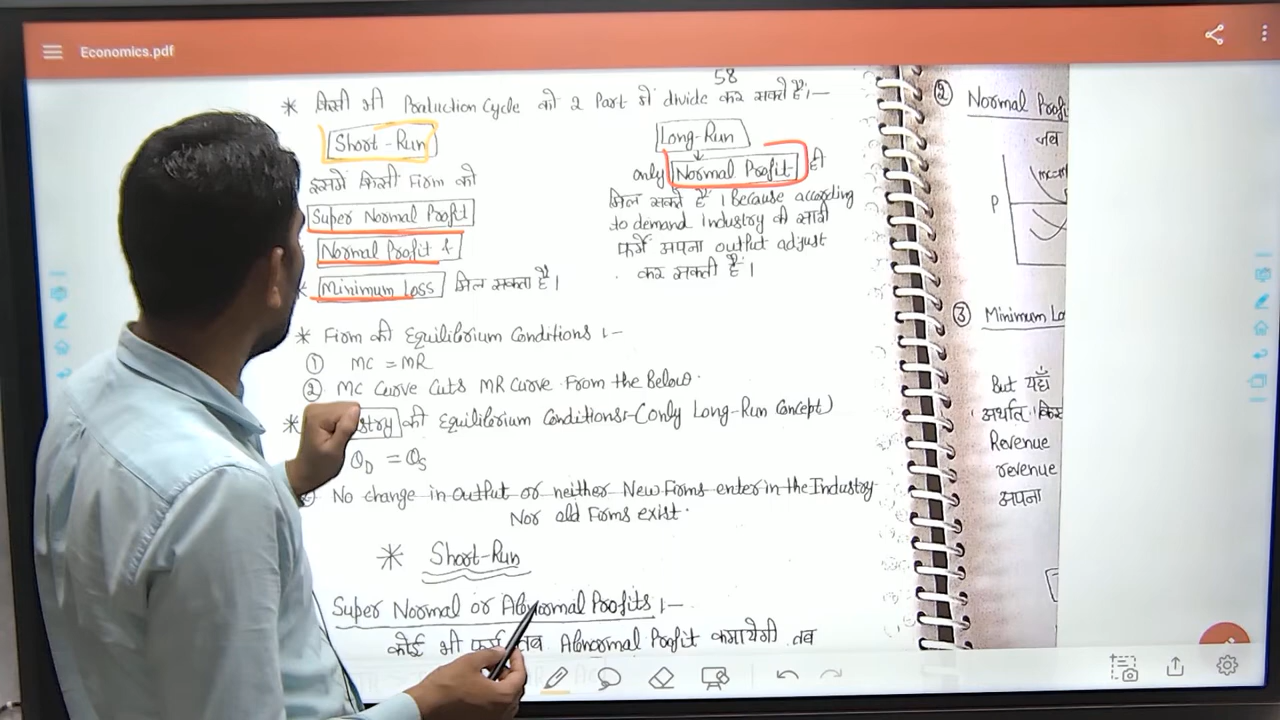 Economics.pdf
58
* किसी भी Production Cycle को 2 Part में divide कर सकते हैं।-
Short-Run
इसमें किसी Firm को
Super Normal Profit
Normal Profit &
* Minimum Loss मिल सकता है।
Long-Run
only Normal Profit ही
मिल सकते हैं। Because according
to demand Industry की सारी
फर्में अपना output adjust
कर सकती हैं।
* Firm की Equilibrium Conditions :-
① MC = MR
② MC Curve Cuts MR Curve From the Below.
* stry की Equilibrium Conditions:-(Only Long-Run Concept)
QD = QS
No change in output or neither New Firms enter in the Industry
Nor old Forms exist.
* Short-Run
Super Normal or Abnormal Profits :-
कोई भी फर्म तब Abnormal Profit कमायेगी जब
② Normal Profi
जब
P
③ Minimum Lo
But यहाँ
अर्थात् किस
Revenue
revenue
अपना